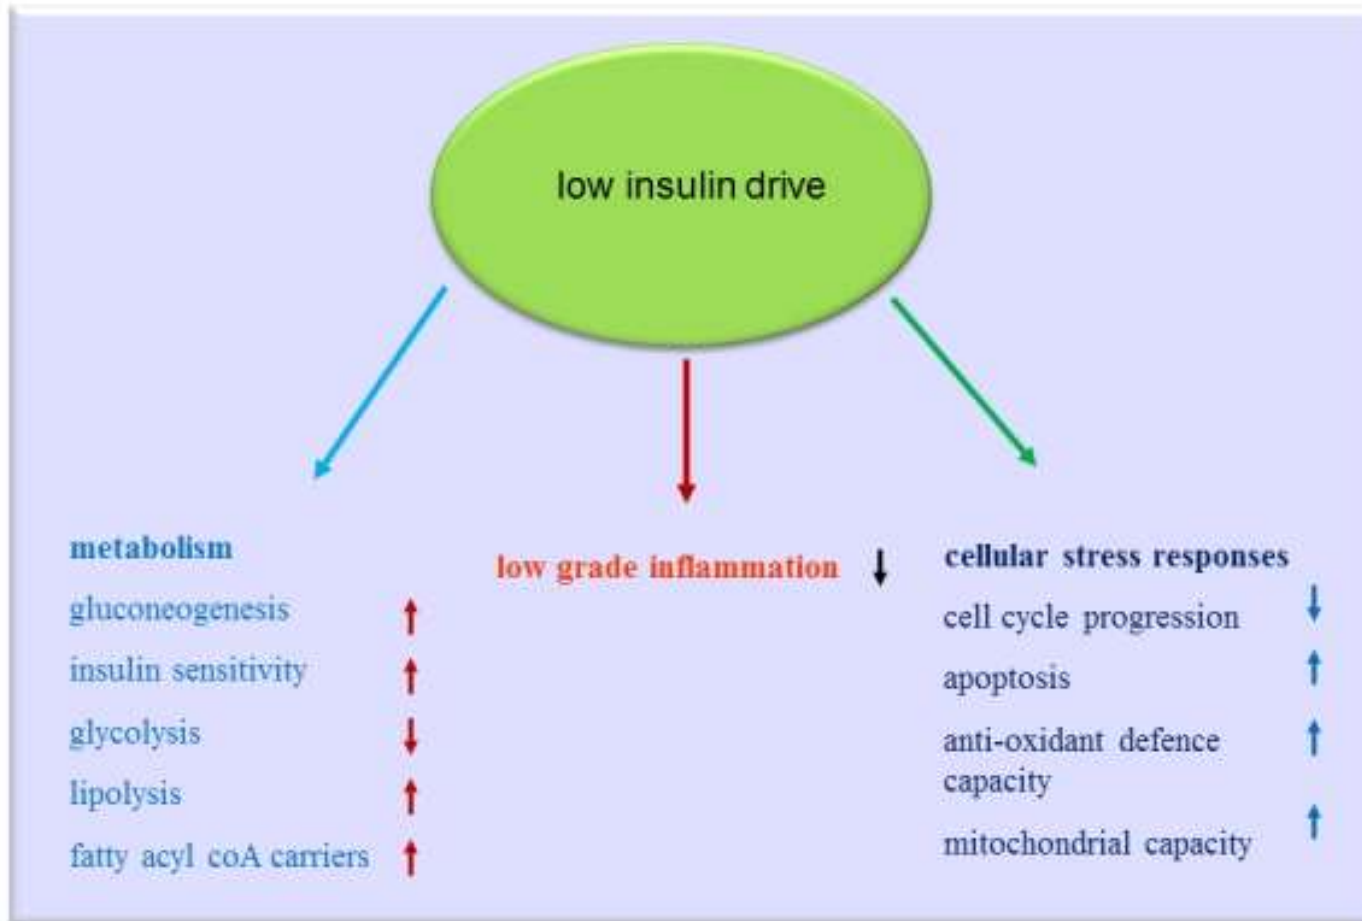 low insulin drive
metabolism
gluconeogenesis ↑
insulin sensitivity ↑
glycolysis ↓
lipolysis ↑
fatty acyl coA carriers ↑
low grade inflammation ↓
cellular stress responses
cell cycle progression ↓
apoptosis ↑
anti-oxidant defence ↑
capacity
mitochondrial capacity ↑